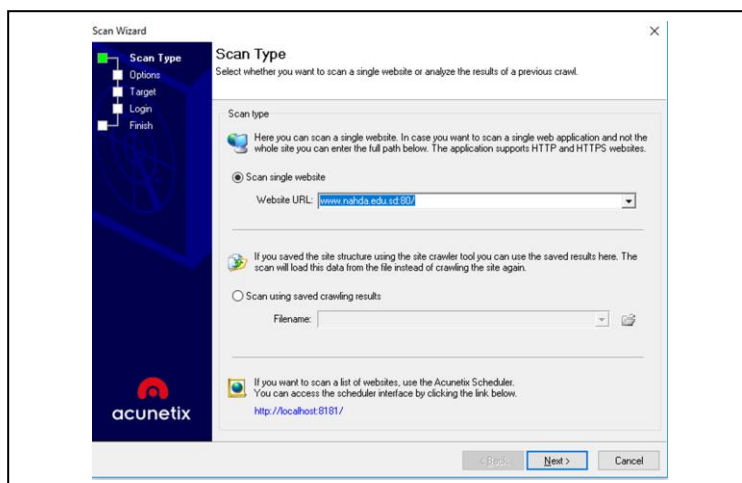 Scan Wizard
Scan Type
Options
Target
Login
Finish
Scan Type
Select whether you want to scan a single website or analyze the results of a previous crawl.
Scan type
Here you can scan a single website. In case you want to scan a single web application and not the
whole site you can enter the full path below. The application supports HTTP and HTTPS websites.
Scan single website
Website URL: www.nahda.edu.sd:80/
If you saved the site structure using the site crawler tool you can use the saved results here. The
scan will load this data from the file instead of crawling the site again.
Scan using saved crawling results
Filename:
If you want to scan a list of websites, use the Acunetix Scheduler.
You can access the scheduler interface by clicking the link below.
http://localhost:8181/
acunetix
< Back
Next >
Cancel